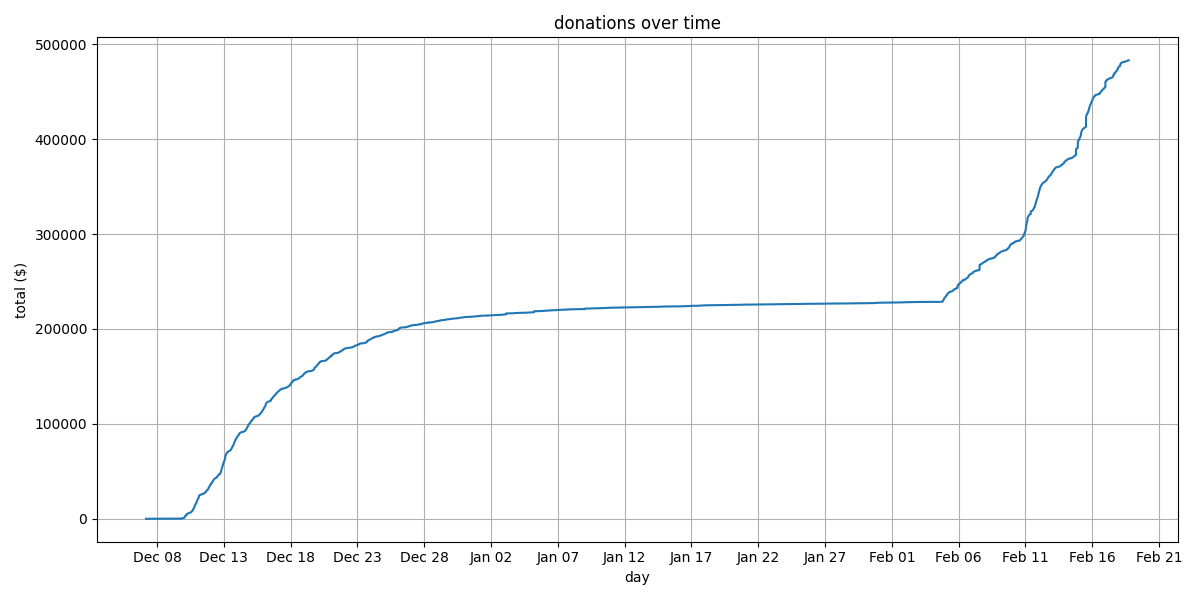 donations over time
total ($)
500000
400000
300000
200000
100000
0
Dec 08 Dec 13 Dec 18 Dec 23 Dec 28 Jan 02 Jan 07 Jan 12 Jan 17 Jan 22 Jan 27 Feb 01 Feb 06 Feb 11 Feb 16 Feb 21
day